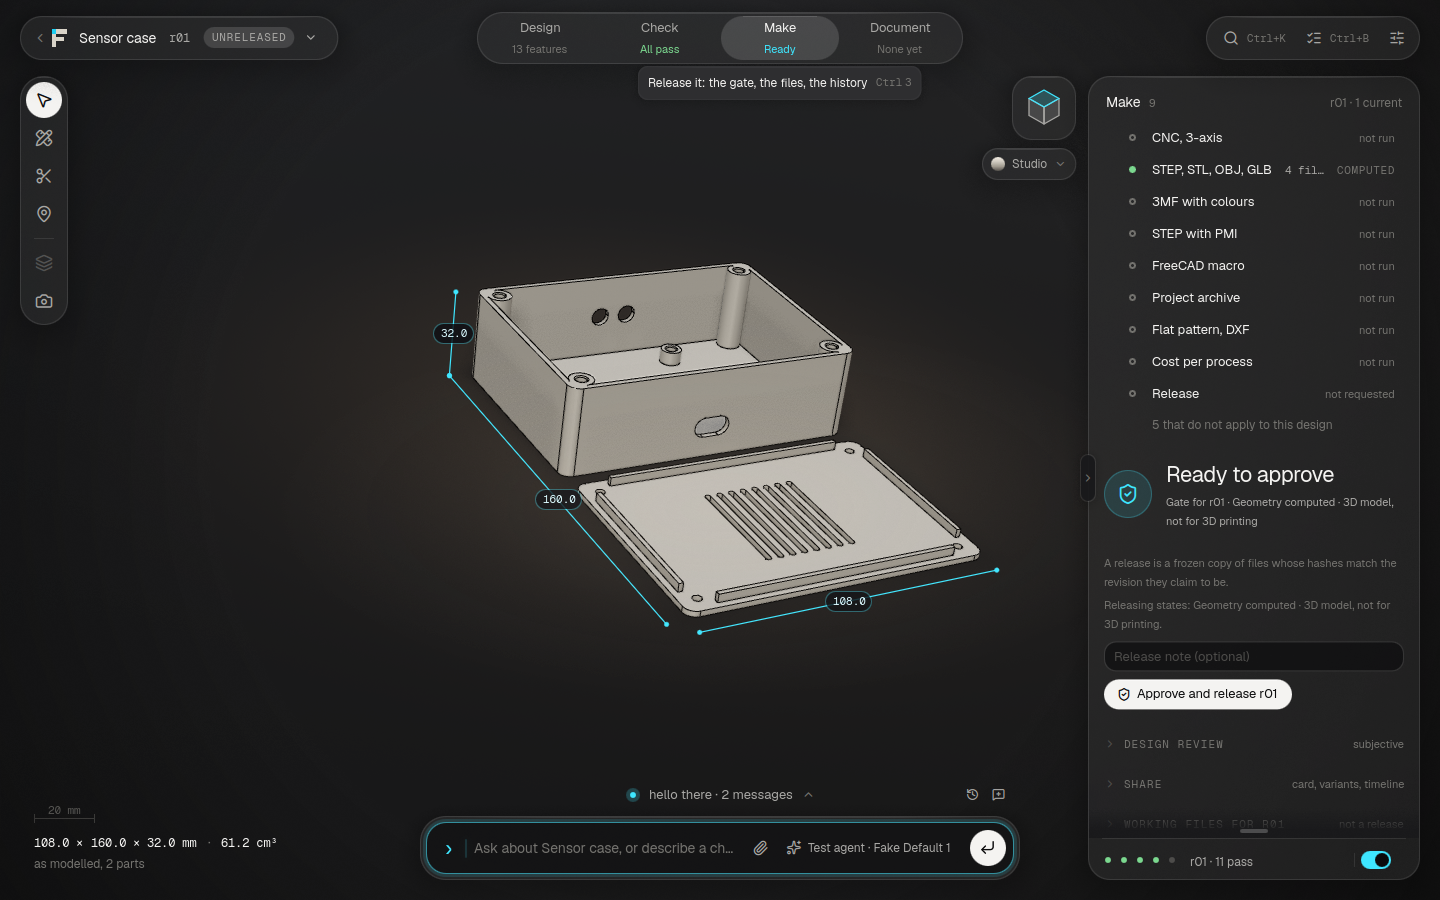 Sensor case r01 UNRELEASED
Design
13 features
Check
All pass
Make
Ready
Document
None yet
Ctrl+K Ctrl+B
Release it: the gate, the files, the history Ctrl 3
Studio
Make 9 r01 · 1 current
CNC, 3-axis not run
STEP, STL, OBJ, GLB 4 fil… COMPUTED
3MF with colours not run
STEP with PMI not run
FreeCAD macro not run
Project archive not run
Flat pattern, DXF not run
Cost per process not run
Release not requested
5 that do not apply to this design
Ready to approve
Gate for r01 · Geometry computed · 3D model,
not for 3D printing
A release is a frozen copy of files whose hashes match the
revision they claim to be.
Releasing states: Geometry computed · 3D model, not for
3D printing.
Release note (optional)
Approve and release r01
DESIGN REVIEW subjective
SHARE card, variants, timeline
WORKING FILES FOR R01 not a release
r01 · 11 pass
32.0
160.0
108.0
20 mm
108.0 × 160.0 × 32.0 mm · 61.2 cm³
as modelled, 2 parts
hello there · 2 messages
Ask about Sensor case, or describe a ch…
Test agent · Fake Default 1